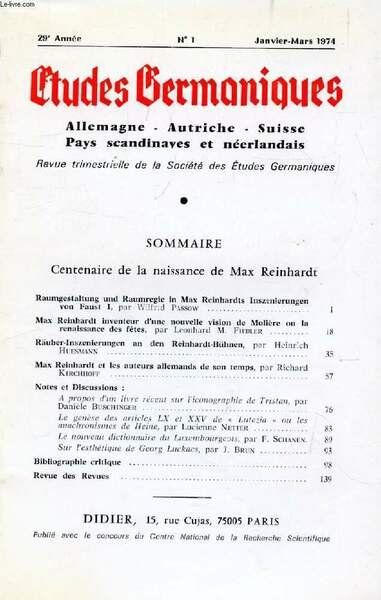 Le-livre.com
29e Année N° 1 Janvier-Mars 1974
Etudes Germaniques
Allemagne - Autriche - Suisse
Pays scandinaves et néerlandais
Revue trimestrielle de la Société des Études Germaniques
SOMMAIRE
Centenaire de la naissance de Max Reinhardt
Raumgestaltung und Raumregie in Max Reinhardts Inszenierungen
von Faust I, par Wilfrid PASSOW .......... 1
Max Reinhardt inventeur d'une nouvelle vision de Molière ou la
renaissance des fêtes, par Leonhard M. FIEDLER .......... 18
Räuber-Inszenierungen an den Reinhardt-Bühnen, par Heinrich
HUESMANN .......... 35
Max Reinhardt et les auteurs allemands de son temps, par Richard
KIRCHHOFF .......... 57
Notes et Discussions :
A propos d'un livre récent sur l'iconographie de Tristan, par
Danièle BUSCHINGER .......... 76
Le genèse des articles LX et XXV de « Lutezia » ou les
anachronismes de Heine, par Lucienne NETTER .......... 83
Le nouveau dictionnaire du Luxembourgeois, par F. SCHANEN. 89
Sur l'esthétique de Georg Luckacs, par J. BRUN .......... 93
Bibliographie critique .......... 98
Revue des Revues .......... 139
DIDIER, 15, rue Cujas, 75005 PARIS
Publié avec le concours du Centre National de la Recherche Scientifique